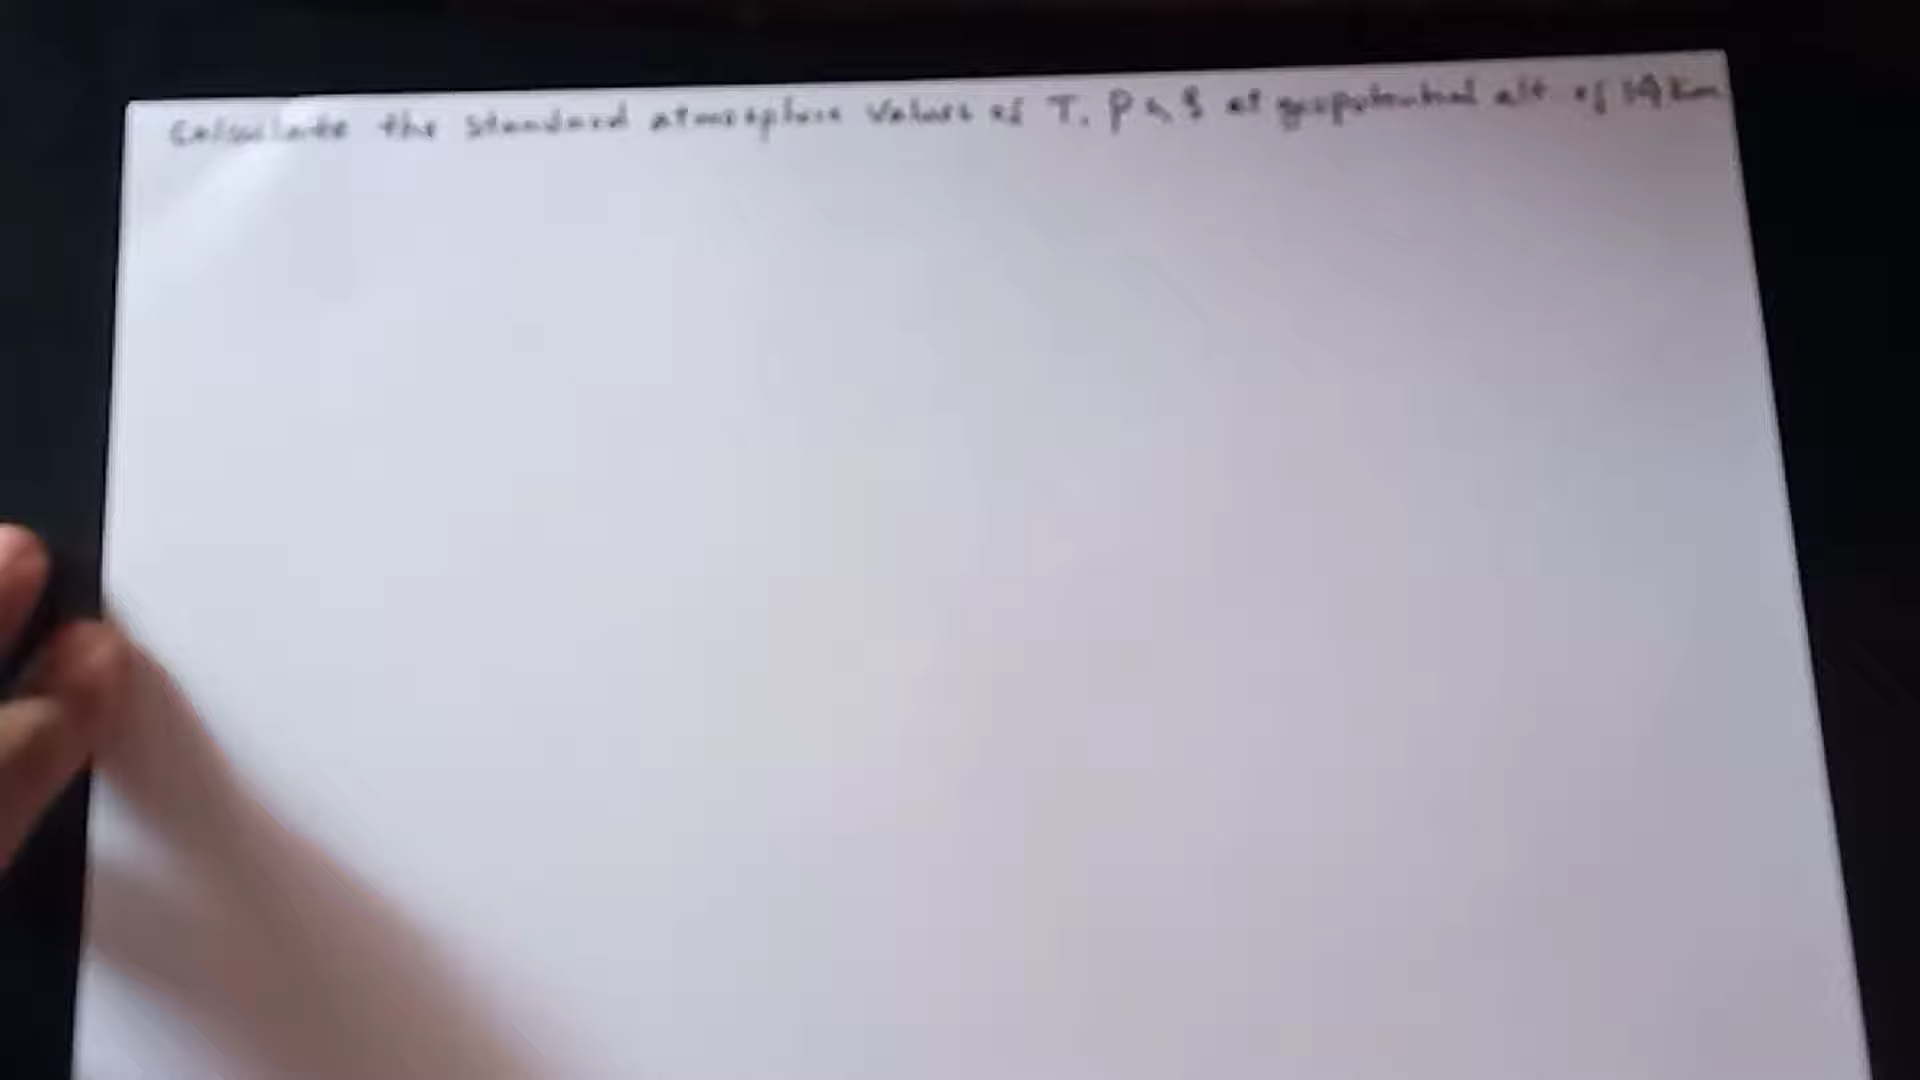 Calculate the standard atmosphere values of T, P & ρ at geopotential alt of 14 km